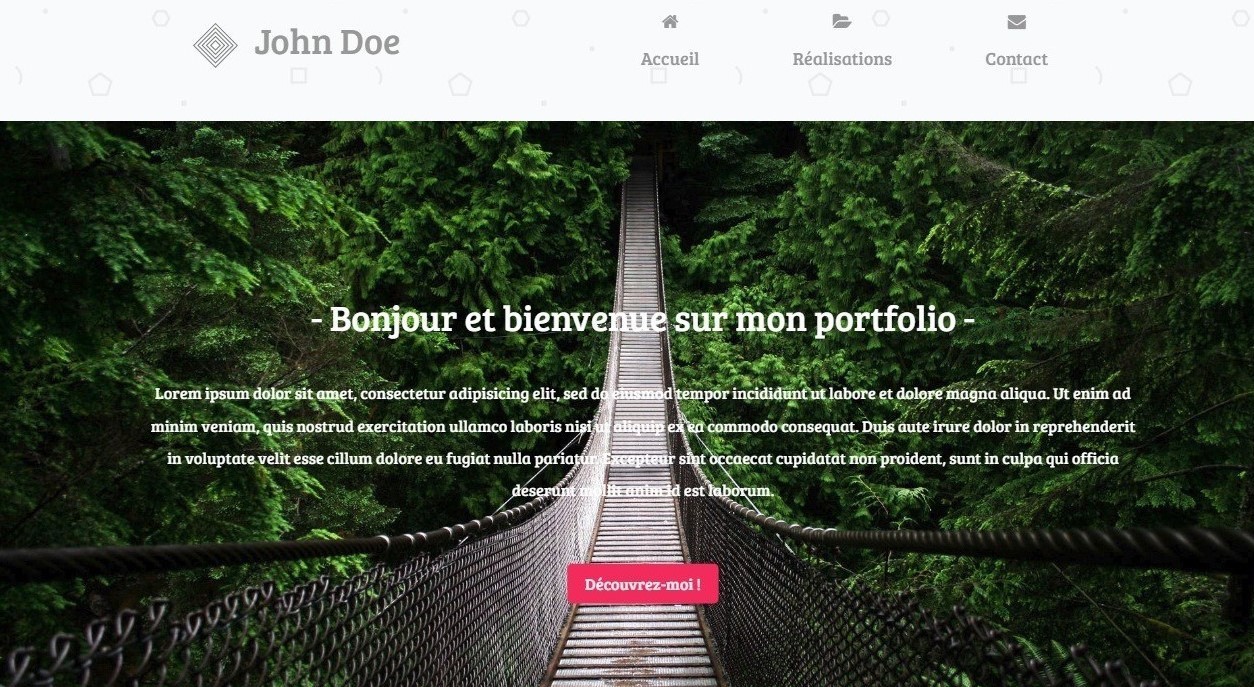 John Doe
Accueil
Réalisations
Contact
- Bonjour et bienvenue sur mon portfolio -
Lorem ipsum dolor sit amet, consectetur adipisicing elit, sed do eiusmod tempor incididunt ut labore et dolore magna aliqua. Ut enim ad
minim veniam, quis nostrud exercitation ullamco laboris nisi ut aliquip ex ea commodo consequat. Duis aute irure dolor in reprehenderit
in voluptate velit esse cillum dolore eu fugiat nulla pariatur. Excepteur sint occaecat cupidatat non proident, sunt in culpa qui officia
deserunt mollit anim id est laborum.
Découvrez-moi !